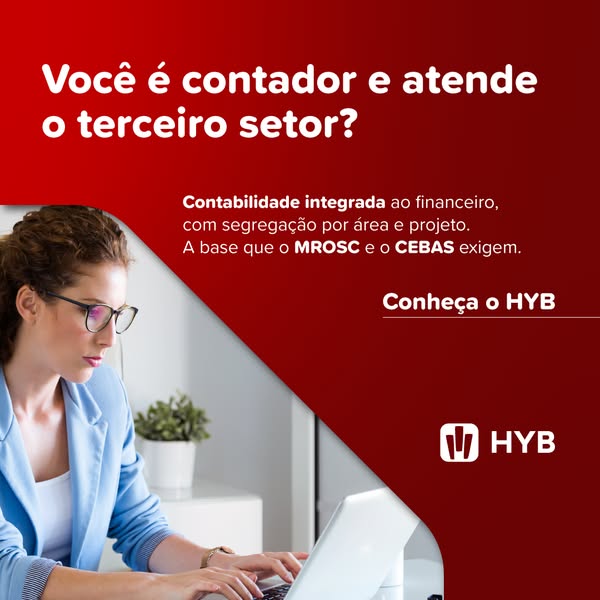 Você é contador e atende
o terceiro setor?
Contabilidade integrada ao financeiro,
com segregação por área e projeto.
A base que o MROSC e o CEBAS exigem.
Conheça o HYB
HYB